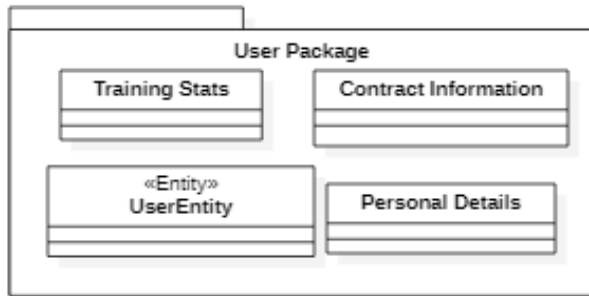 User Package
Training Stats
Contract Information
«Entity»
UserEntity
Personal Details